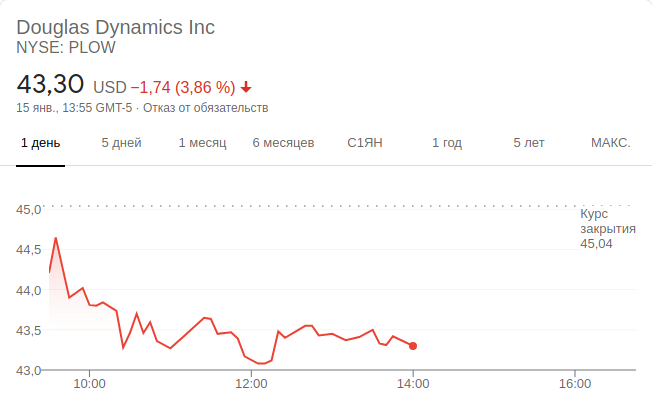 Douglas Dynamics Inc
NYSE: PLOW
43,30 USD −1,74 (3,86 %)
15 янв., 13:55 GMT-5 · Отказ от обязательств
1 день 5 дней 1 месяц 6 месяцев С1ЯН 1 год 5 лет МАКС.
45,0
Курс
закрытия
45,04
44,5
44,0
43,5
43,0
10:00 12:00 14:00 16:00